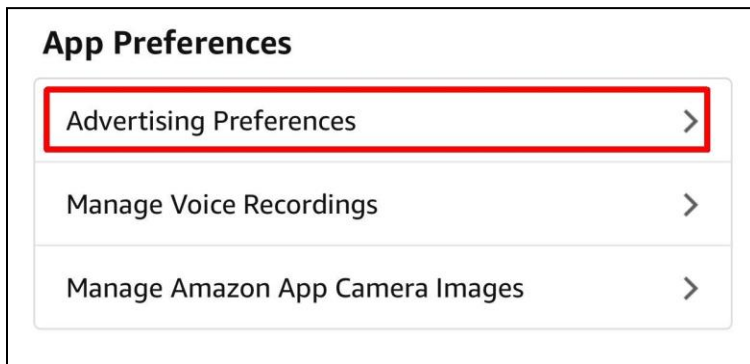 App Preferences
Advertising Preferences
Manage Voice Recordings
Manage Amazon App Camera Images